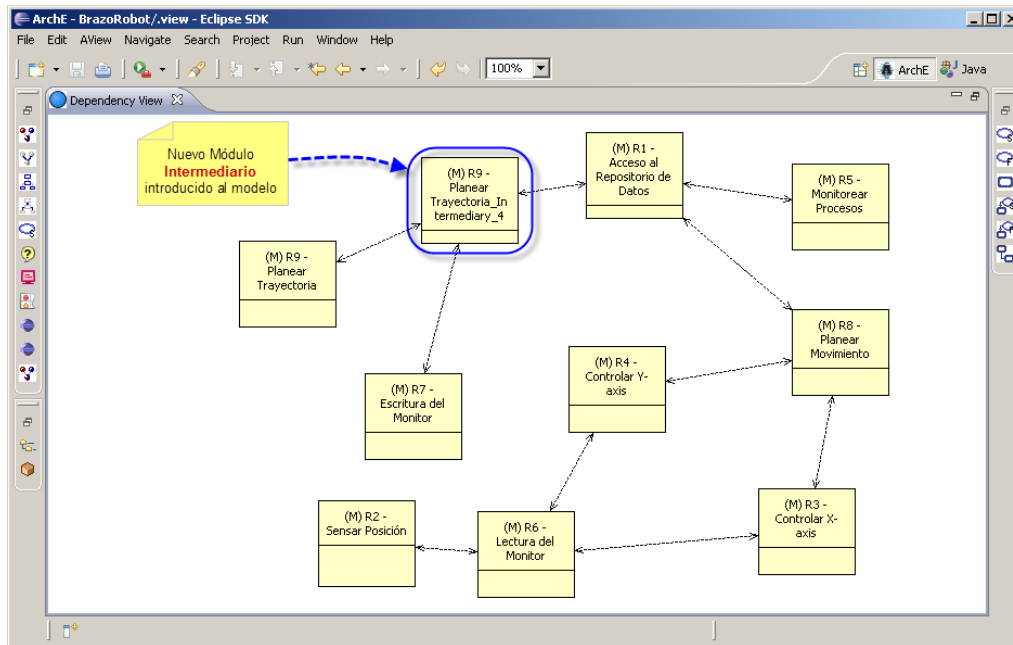 ArchE - BrazoRobot/.view - Eclipse SDK
File Edit AView Navigate Search Project Run Window Help
100%
ArchE
Java
Dependency View
Nuevo Módulo
Intermediario
introducido al modelo
(M) R9 -
Planear
Trayectoria_In
termediary_4
(M) R1 -
Acceso al
Repositorio de
Datos
(M) R5 -
Monitorear
Procesos
(M) R9 -
Planear
Trayectoria
(M) R8 -
Planear
Movimiento
(M) R4 -
Controlar Y-
axis
(M) R7 -
Escritura del
Monitor
(M) R3 -
Controlar X-
axis
(M) R2 -
Sensar Posición
(M) R6 -
Lectura del
Monitor